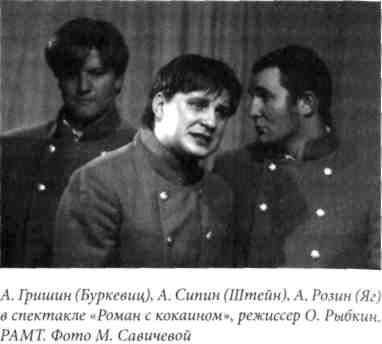 А. Гришин (Буркевиц), А. Сипин (Штейн), А. Розин (Яг)
в спектакле «Роман с кокаином», режиссер О. Рыбкин.
РАМТ. Фото М. Савичевой